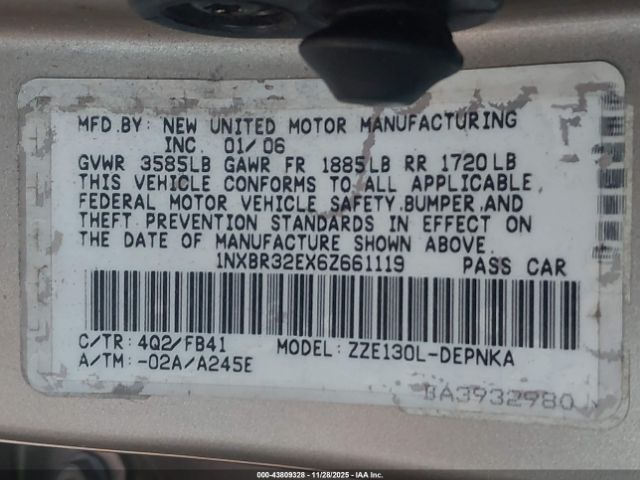 MFD.BY: NEW UNITED MOTOR MANUFACTURING
INC. 01/06
GVWR 3585LB GAWR FR 1885LB RR 1720LB
THIS VEHICLE CONFORMS TO ALL APPLICABLE
FEDERAL MOTOR VEHICLE SAFETY,BUMPER,AND
THEFT PREVENTION STANDARDS IN EFFECT ON
THE DATE OF MANUFACTURE SHOWN ABOVE.
1NXBR32EX6Z661119 PASS CAR
C/TR: 4Q2/FB41 MODEL: ZZE130L-DEPNKA
A/TM: -02A/A245E
BA3932980
000-43809328 - 11/28/2025 - IAA Inc.